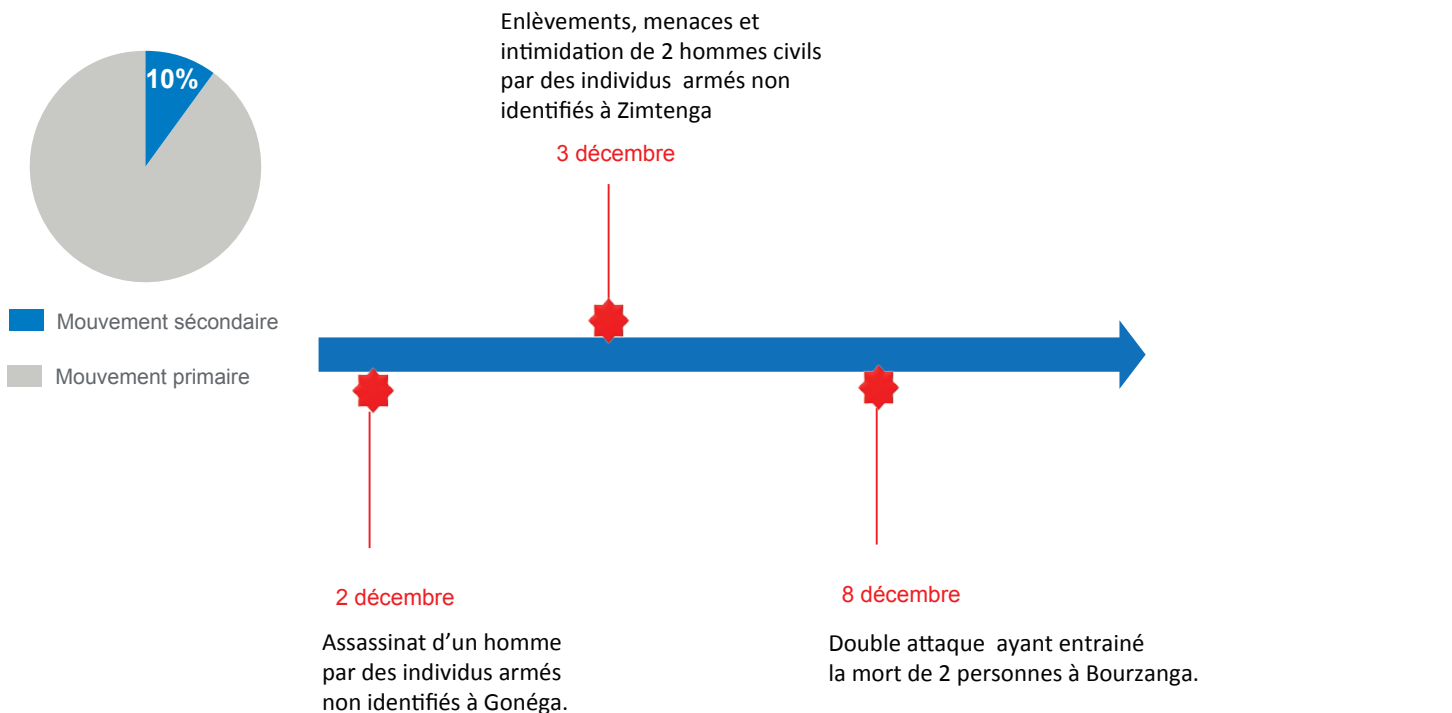 10%
Mouvement sécondaire
Mouvement primaire
Enlèvements, menaces et
intimidation de 2 hommes civils
par des individus  armés non
identifiés à Zimtenga
3 décembre
2 décembre
Assassinat d’un homme
par des individus armés
non identifiés à Gonéga.
8 décembre
Double attaque  ayant entrainé
la mort de 2 personnes à Bourzanga.